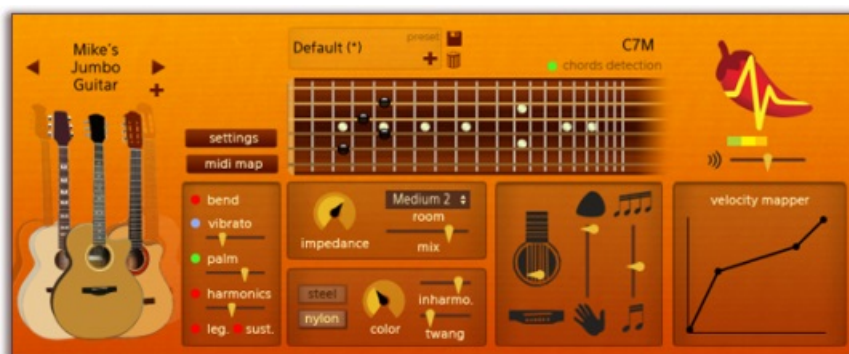 Mike's
Jumbo
Guitar
Default (*)
preset
C7M
chords detection
settings
midi map
bend
vibrato
palm
harmonics
leg. sust.
impedance
Medium 2
room
mix
steel
nylon
color
inharmo.
twang
velocity mapper